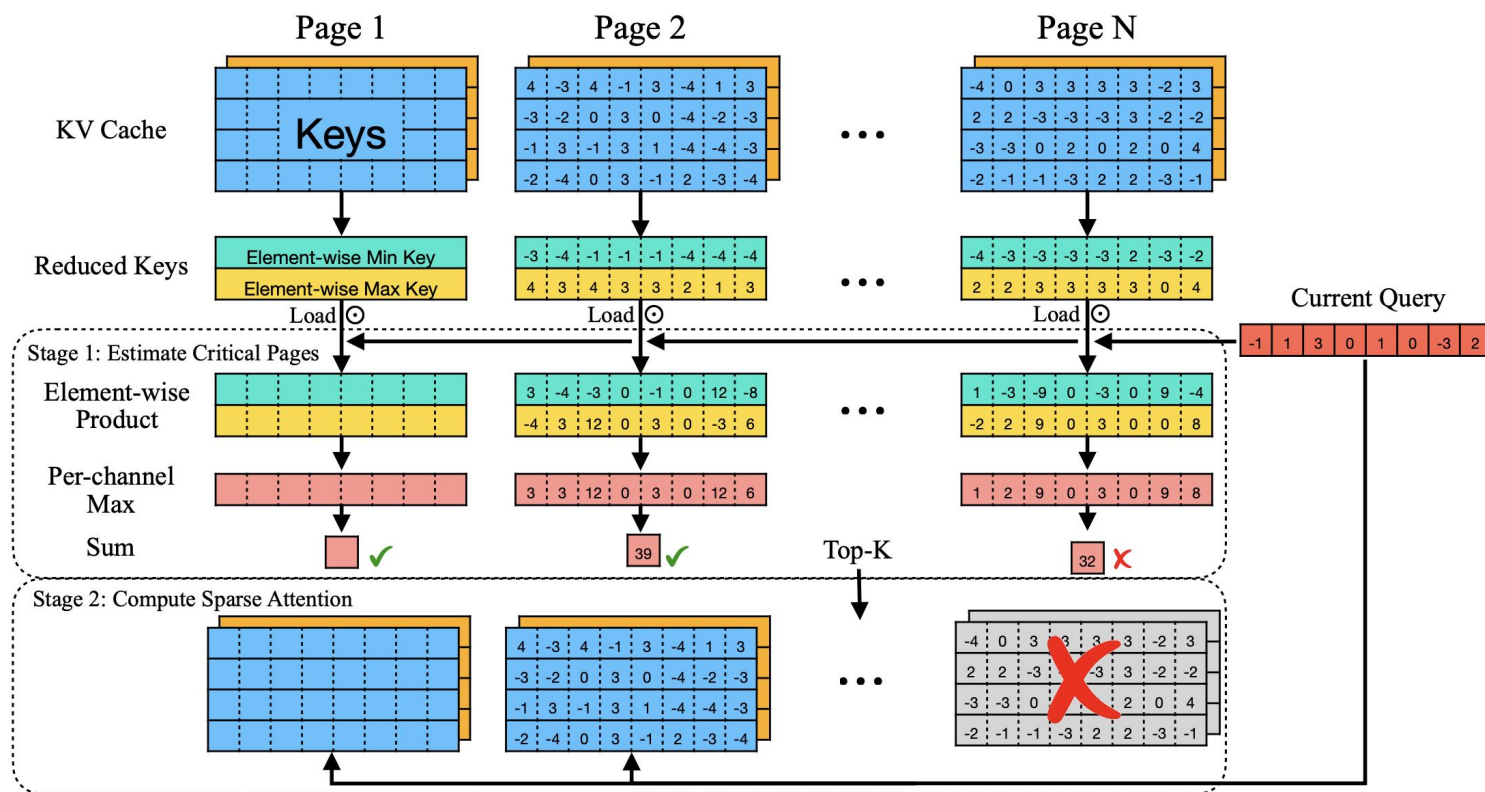 Page 1 Page 2 Page N
KV Cache
Keys
4 -3 4 -1 3 -4 1 3
-3 -2 0 3 0 -4 -2 -3
-1 3 -1 3 1 -4 -4 -3
-2 -4 0 3 -1 2 -3 -4
-4 0 3 3 3 3 -2 3
2 2 -3 -3 -3 3 -2 -2
-3 -3 0 2 0 2 0 4
-2 -1 -1 -3 2 2 -3 -1
Reduced Keys
Element-wise Min Key
Element-wise Max Key
-3 -4 -1 -1 -1 -4 -4 -4
4 3 4 3 3 2 1 3
-4 -3 -3 -3 -3 2 -3 -2
2 2 3 3 3 3 0 4
Load Load Load
Current Query
-1 1 3 0 1 0 -3 2
Stage 1: Estimate Critical Pages
Element-wise
Product
3 -4 -3 0 -1 0 12 -8
-4 3 12 0 3 0 -3 6
1 -3 -9 0 -3 0 9 -4
-2 2 9 0 3 0 0 8
Per-channel
Max
3 3 12 0 3 0 12 6
1 2 9 0 3 0 9 8
Sum
39
32
Top-K
Stage 2: Compute Sparse Attention
4 -3 4 -1 3 -4 1 3
-3 -2 0 3 0 -4 -2 -3
-1 3 -1 3 1 -4 -4 -3
-2 -4 0 3 -1 2 -3 -4
-4 0 3 3 3 3 -2 3
2 2 -3 -3 3 -2 -2
-3 -3 0 2 0 4
-2 -1 -1 -3 2 2 -3 -1